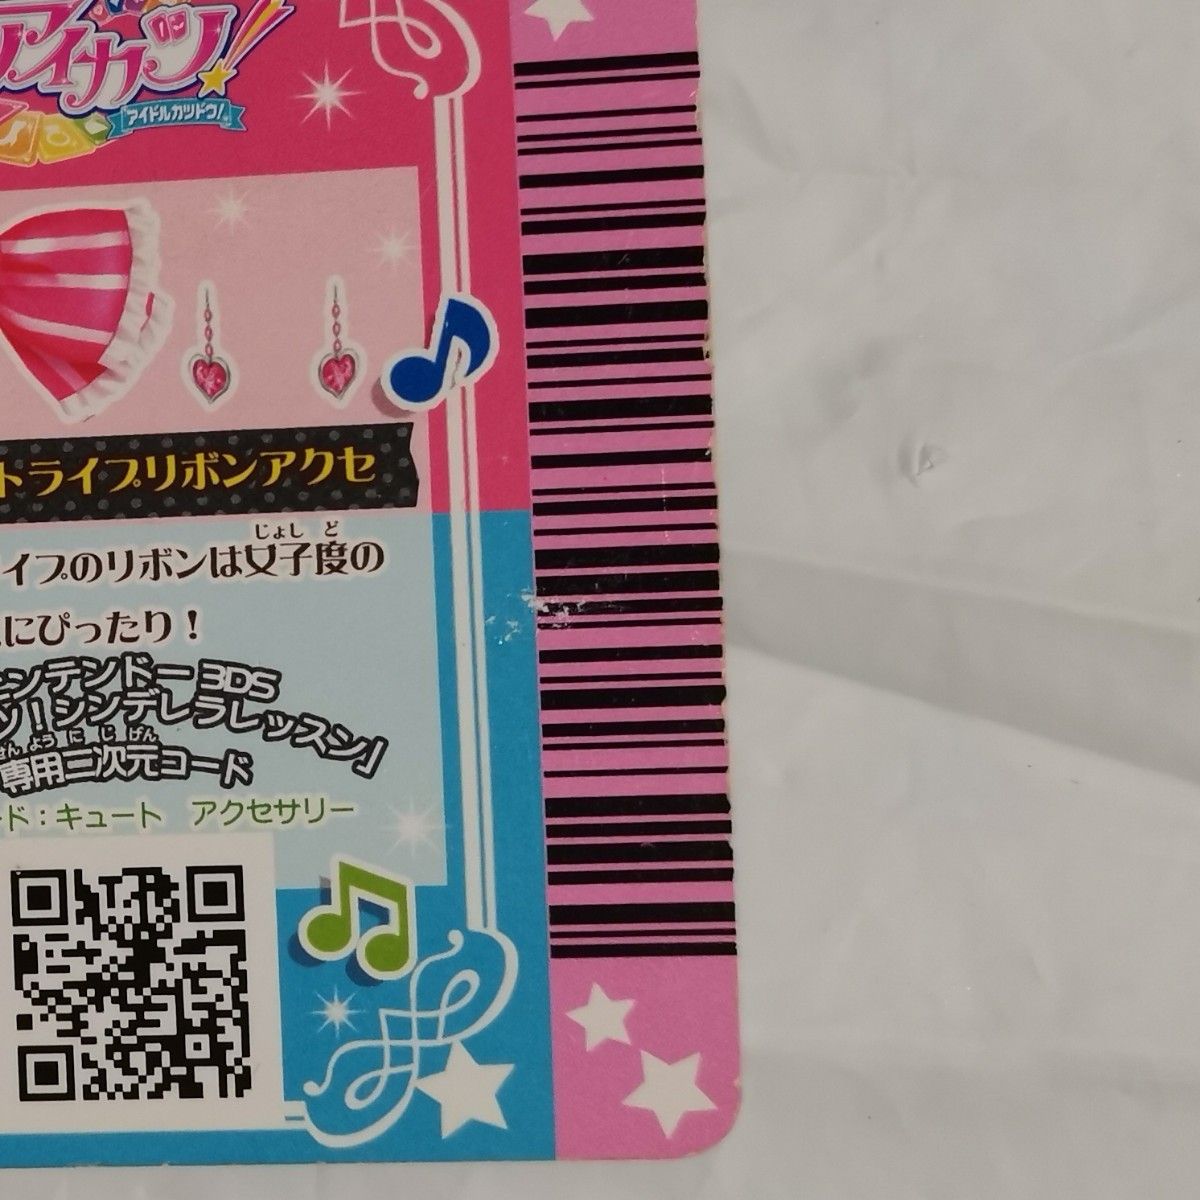 アイカツ!
アイドルカツドウ!
トライプリボンアクセ
イプのリボンは女子度の
じょし ど
にぴったり!
ニンテンドー3DS
ツ!シンデレララレッスン」
せんようにじげん
専用二次元コード
ード:キュート アクセサリー